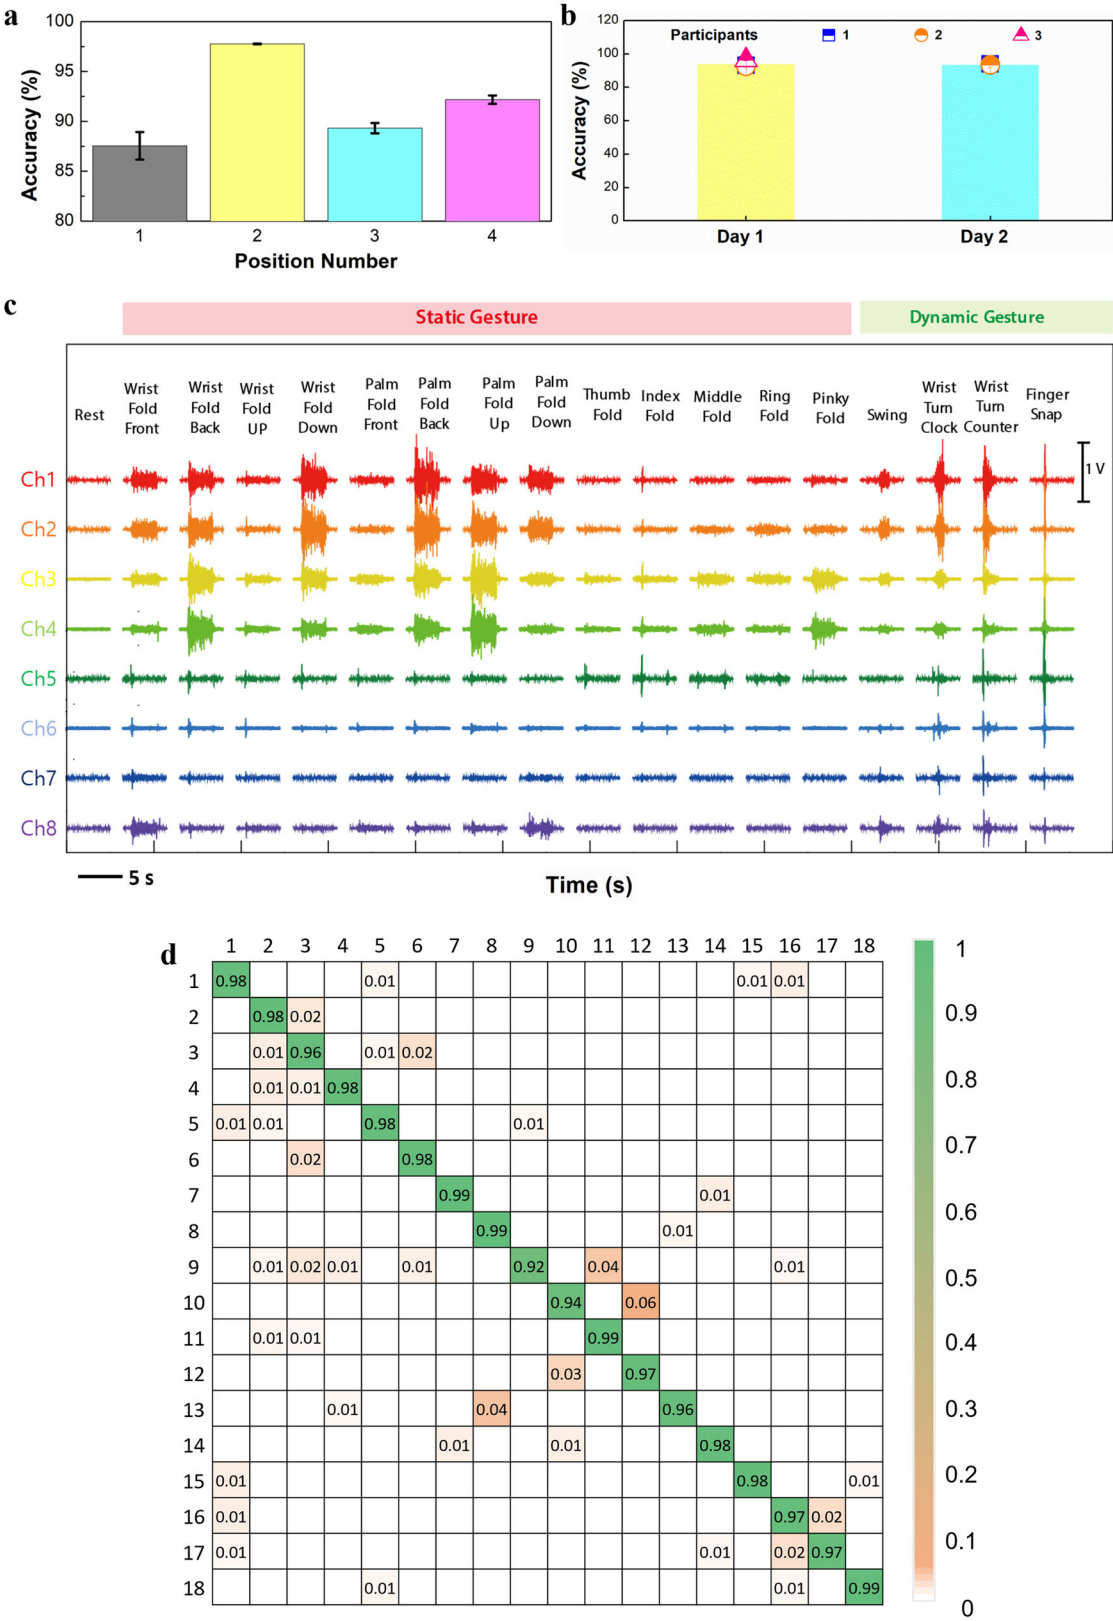 a
100
95
90
85
80
Accuracy (%)
1 2 3 4
Position Number
b
120
100
80
60
40
20
0
Accuracy (%)
Participants 1 2 3
Day 1 Day 2
c
Static Gesture Dynamic Gesture
Rest
Wrist
Fold
Front
Wrist
Fold
Back
Wrist
Fold
UP
Wrist
Fold
Down
Palm
Fold
Front
Palm
Fold
Back
Palm
Fold
Up
Palm
Fold
Down
Thumb
Fold
Index
Fold
Middle
Fold
Ring
Fold
Pinky
Fold
Swing
Wrist
Turn
Clock
Wrist
Turn
Counter
Finger
Snap
1 V
Ch1
Ch2
Ch3
Ch4
Ch5
Ch6
Ch7
Ch8
5 s
Time (s)
d
1 2 3 4 5 6 7 8 9 10 11 12 13 14 15 16 17 18
1 0.98 0.01 0.01 0.01
2 0.98 0.02
3 0.01 0.96 0.01 0.02
4 0.01 0.01 0.98
5 0.01 0.01 0.98 0.01
6 0.02 0.98
7 0.99 0.01
8 0.99 0.01
9 0.01 0.02 0.01 0.01 0.92 0.04 0.01
10 0.94 0.06
11 0.01 0.01 0.99
12 0.03 0.97
13 0.01 0.04 0.96
14 0.01 0.01 0.98
15 0.01 0.98 0.01
16 0.01 0.97 0.02
17 0.01 0.01 0.02 0.97
18 0.01 0.01 0.99
1
0.9
0.8
0.7
0.6
0.5
0.4
0.3
0.2
0.1
0